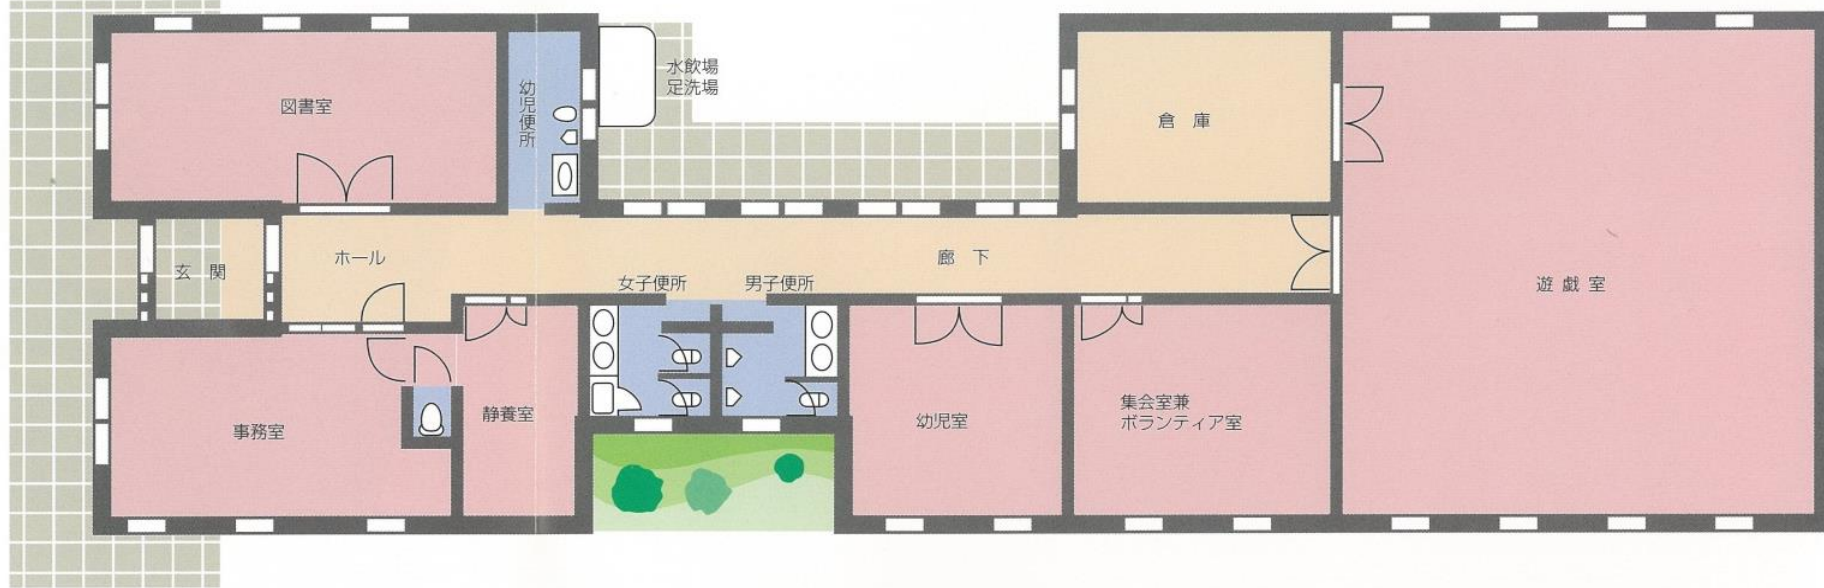 図書室
幼児便所
水飲場
足洗場
倉庫
玄関
ホール
廊下
女子便所
男子便所
遊戯室
事務室
静養室
幼児室
集会室兼
ボランティア室